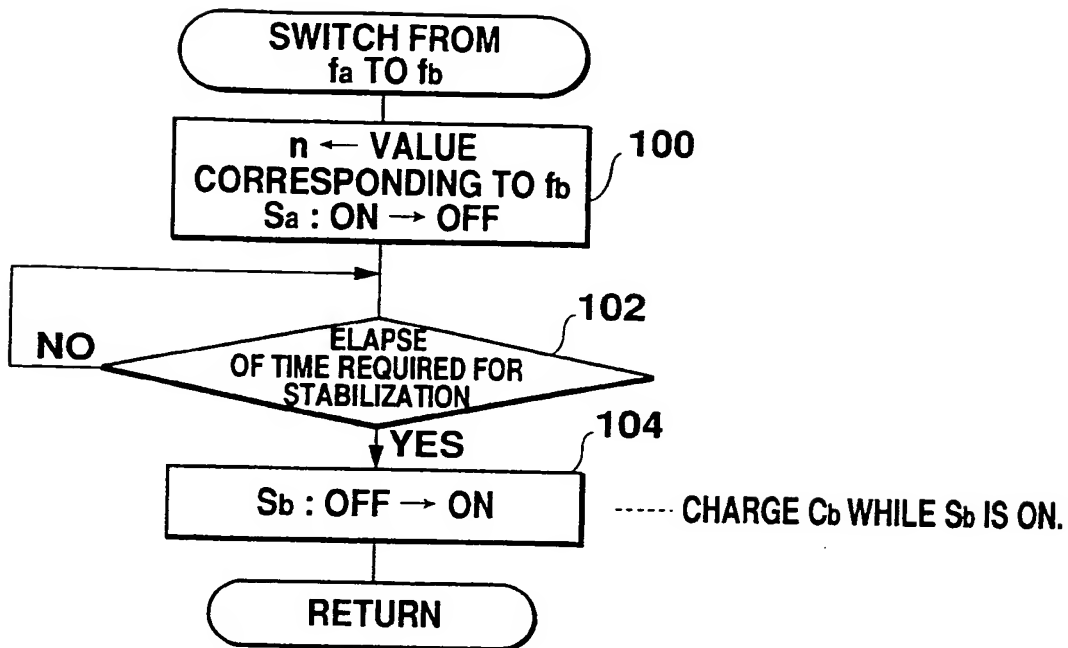 SWITCH FROM
fa TO fb
n ← VALUE
CORRESPONDING TO fb
Sa : ON → OFF
100
102
NO
ELAPSE
OF TIME REQUIRED FOR
STABILIZATION
YES
104
Sb : OFF → ON
CHARGE Cb WHILE Sb IS ON.
RETURN